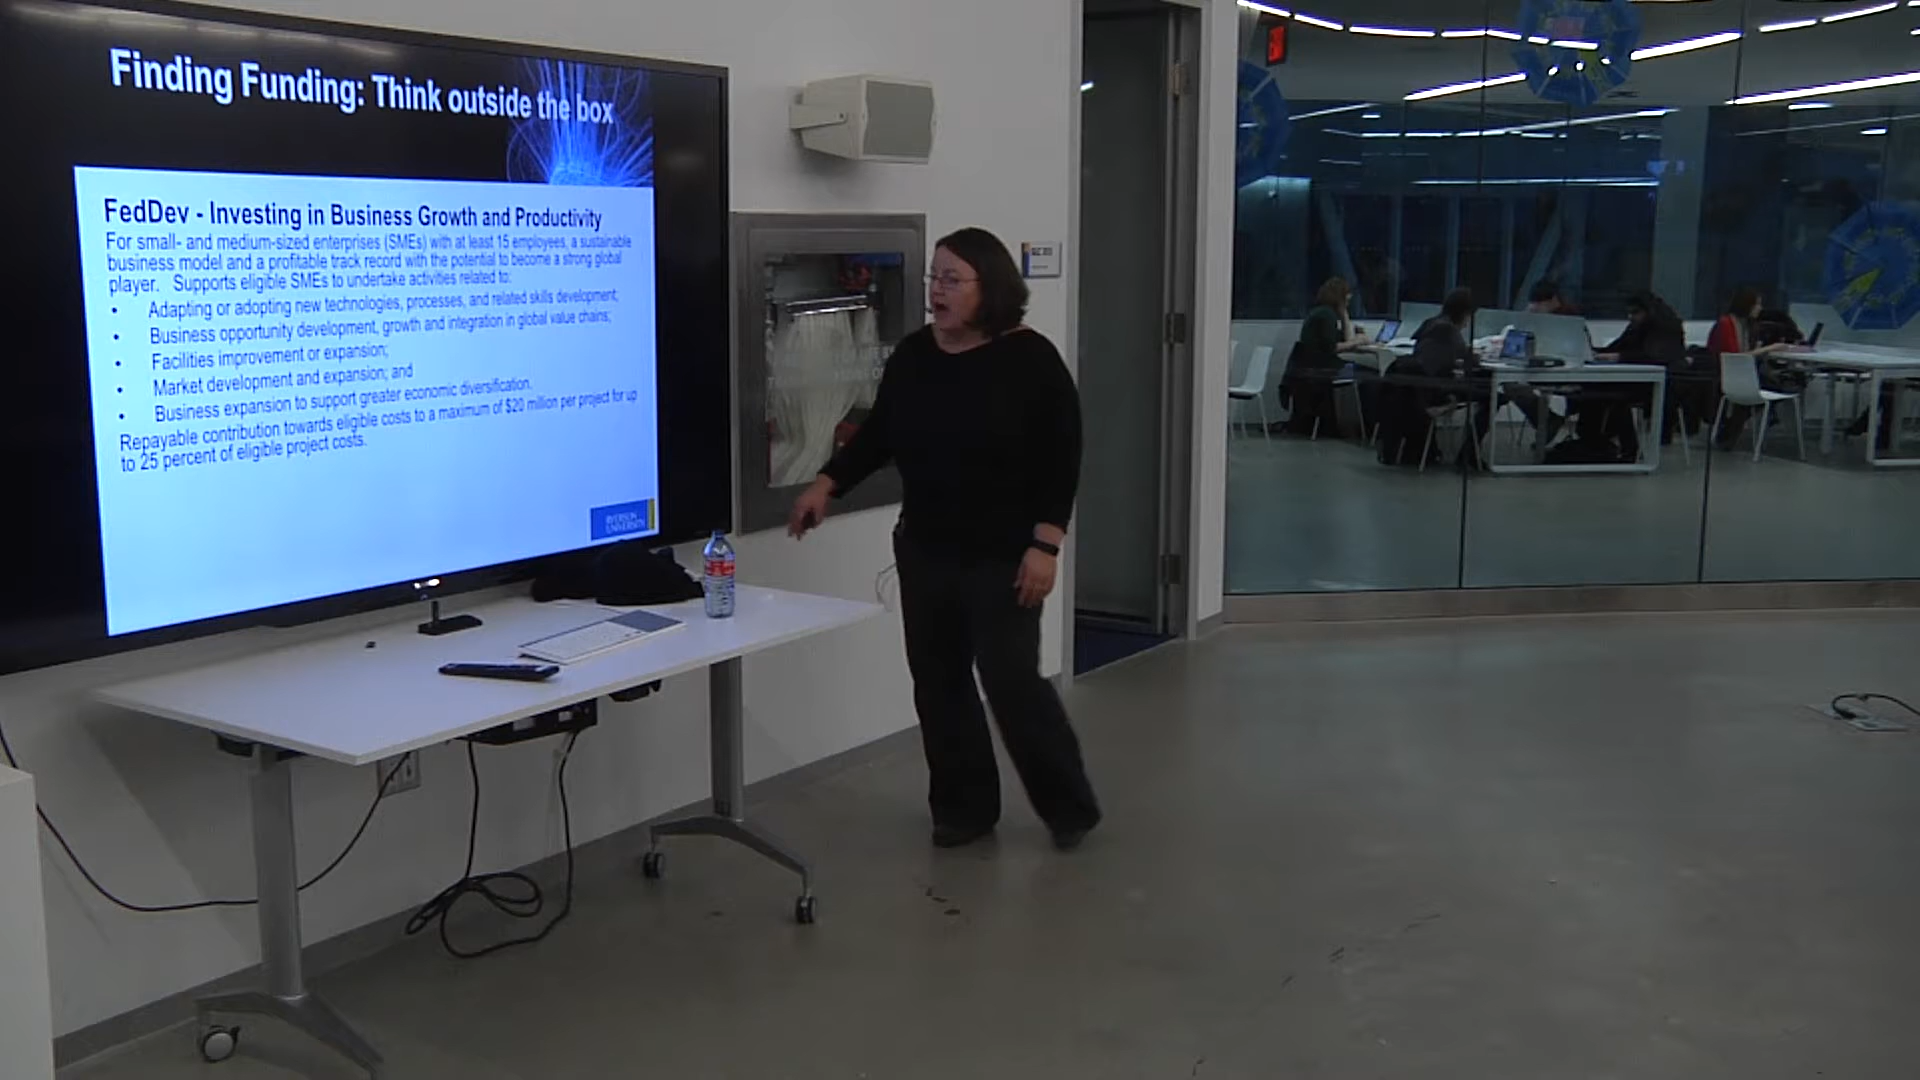 Finding Funding: Think outside the box
FedDev - Investing in Business Growth and Productivity
For small- and medium-sized enterprises (SMEs) with at least 15 employees, a sustainable
business model and a profitable track record with the potential to become a strong global
player. Supports eligible SMEs to undertake activities related to:
• Adapting or adopting new technologies, processes, and related skills development;
• Business opportunity development, growth and integration in global value chains;
• Facilities improvement or expansion;
• Market development and expansion; and
• Business expansion to support greater economic diversification.
Repayable contribution towards eligible costs to a maximum of $20 million per project for up
to 25 percent of eligible project costs.
RYERSON
UNIVERSITY